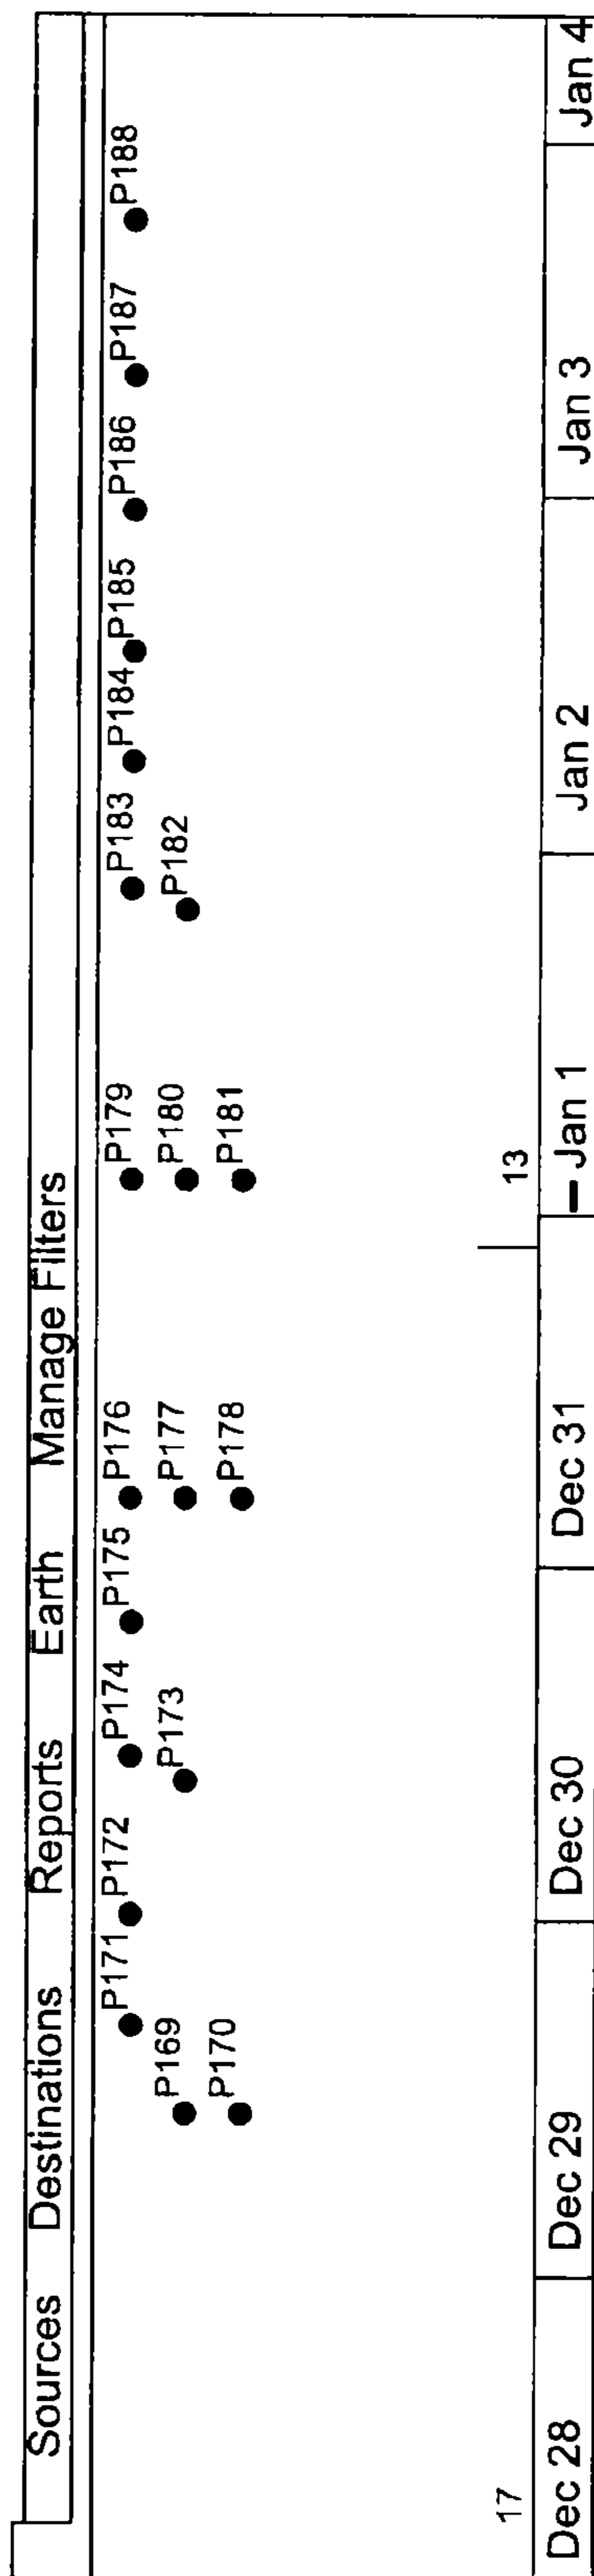 Sources Destinations Reports Earth Manage Filters
P171 P172 P174 P175 P176 P179 P183 P184 P185 P186 P187 P188
P169 P173 P177 P180 P182
P170 P178 P181
17 13
Dec 28 Dec 29 Dec 30 Dec 31 – Jan 1 Jan 2 Jan 3 Jan 4